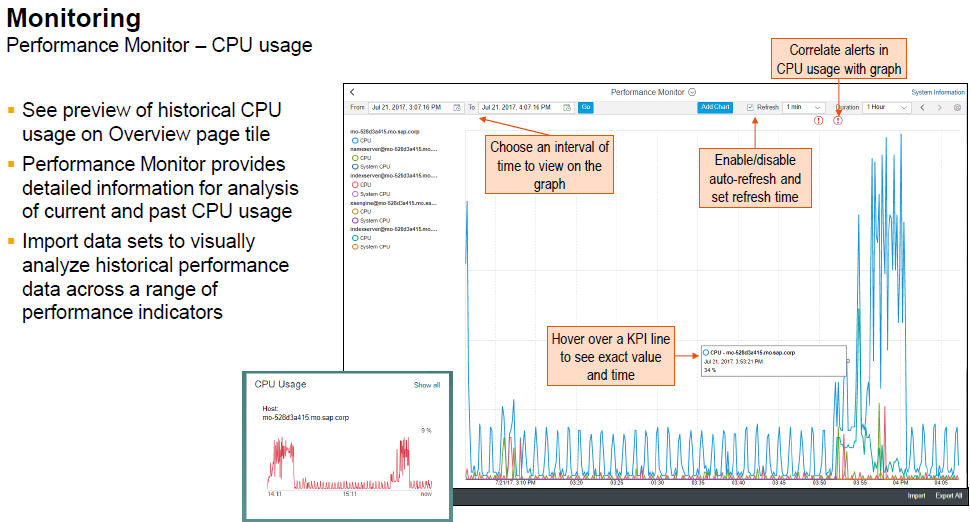 Monitoring
Performance Monitor – CPU usage
See preview of historical CPU
usage on Overview page tile
Performance Monitor provides
detailed information for analysis
of current and past CPU usage
Import data sets to visually
analyze historical performance
data across a range of
performance indicators
Correlate alerts in
CPU usage with graph
Performance Monitor
System Information
From Jul 21, 2017, 3:07:16 PM To Jul 21, 2017, 4:07:16 PM Go Add Chart Refresh 1 min Duration 1 Hour
mo-528d3a415.mo.sap.corp
CPU
nameserver@mo-528d3a415.mo....
CPU
System CPU
indexserver@mo-528d3a415.mo....
CPU
System CPU
xsengine@mo-528d3a415.mo.sa...
CPU
System CPU
indexserver@mo-528d3a415.mo....
CPU
System CPU
Choose an interval of
time to view on the
graph
Enable/disable
auto-refresh and
set refresh time
Hover over a KPI line
to see exact value
and time
CPU - mo-528d3a415.mo.sap.corp
Jul 21, 2017, 3:53:21 PM
34 %
7/21/17, 3:10 PM 03:20 03:25 03:30 03:35 03:40 03:45 03:50 03:55 04 PM 04:05
Import Export All
CPU Usage Show all
Host:
mo-528d3a415.mo.sap.corp
9 %
14:11 15:11 now